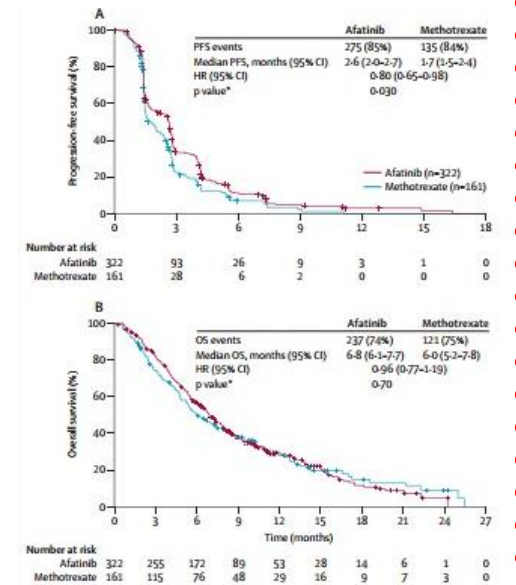 A
Afatinib Methotrexate
PFS events 275 (85%) 135 (84%)
Median PFS, months (95% CI) 2·6 (2·0–2·7) 1·7 (1·5–2·4)
HR (95% CI) 0·80 (0·65–0·98)
p value* 0·030
Progression-free survival (%)
100
80
60
40
20
0
Afatinib (n=322)
Methotrexate (n=161)
0 3 6 9 12 15 18
Number at risk
Afatinib 322 93 26 9 3 1 0
Methotrexate 161 28 6 2 0 0 0
B
Afatinib Methotrexate
OS events 237 (74%) 121 (75%)
Median OS, months (95% CI) 6·8 (6·1–7·7) 6·0 (5·2–7·8)
HR (95% CI) 0·96 (0·77–1·19)
p value* 0·70
Overall survival (%)
100
80
60
40
20
0
0 3 6 9 12 15 18 21 24 27
Time (months)
Number at risk
Afatinib 322 255 172 89 53 28 14 6 1 0
Methotrexate 161 115 76 48 29 16 9 7 3 0